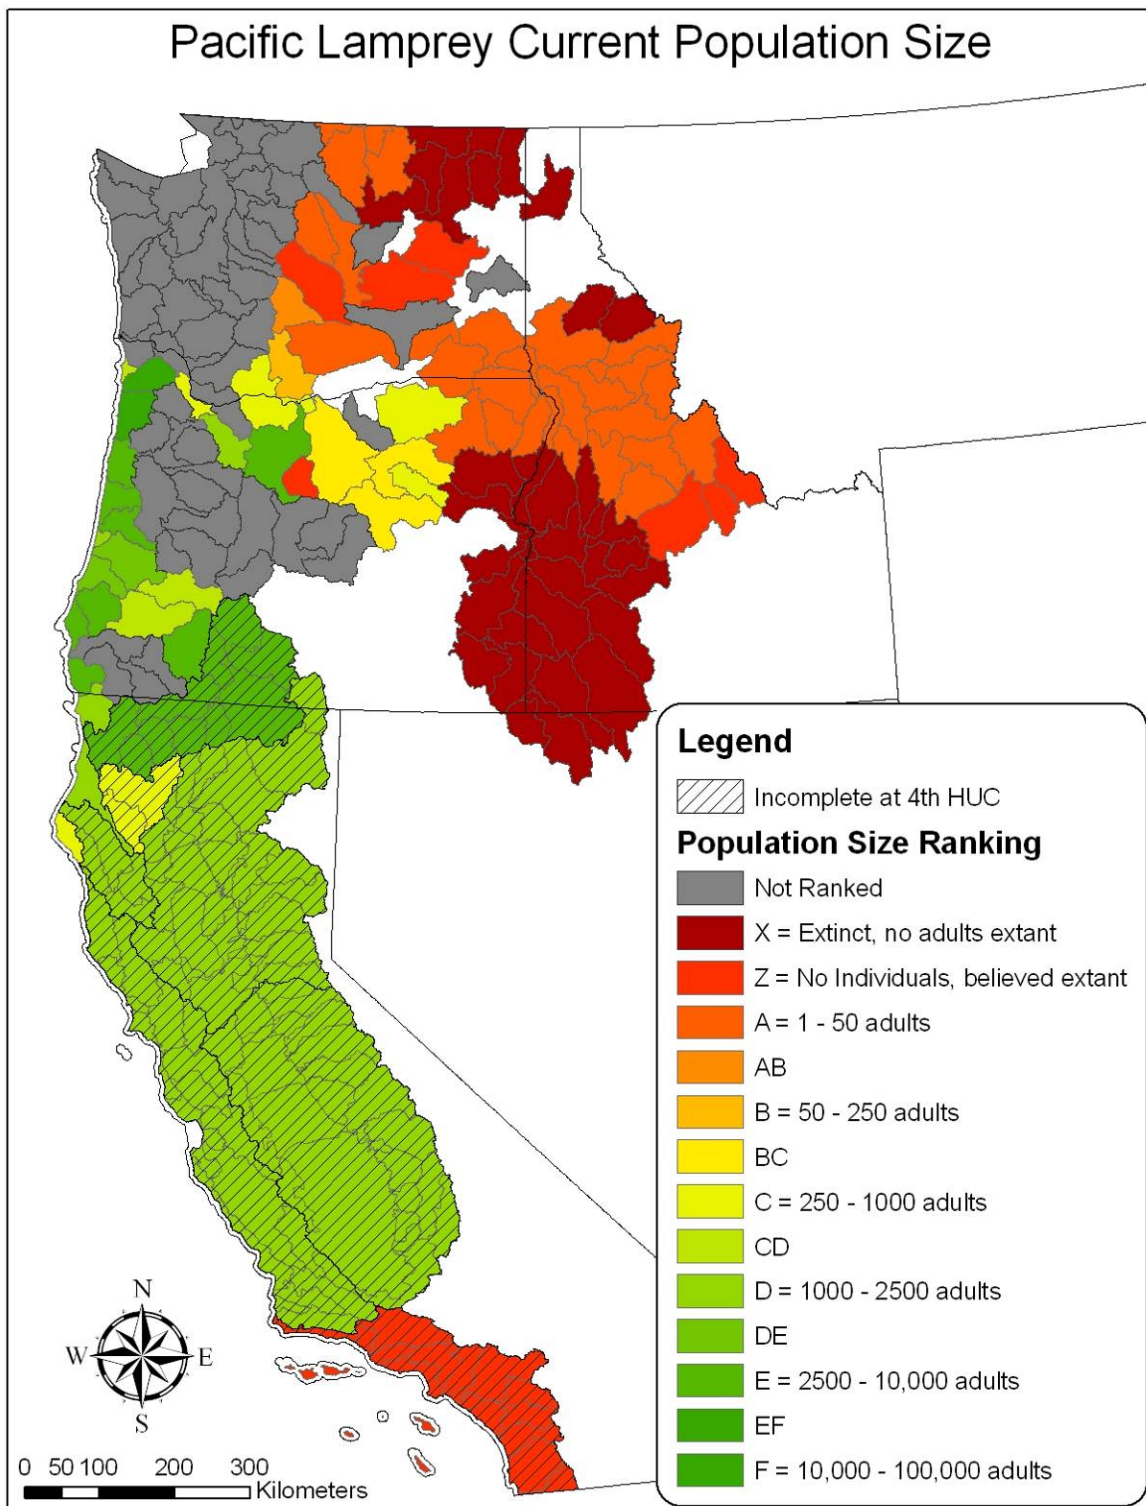 Pacific Lamprey Current Population Size
Legend
Incomplete at 4th HUC
Population Size Ranking
Not Ranked
X = Extinct, no adults extant
Z = No Individuals, believed extant
A = 1 - 50 adults
AB
B = 50 - 250 adults
BC
C = 250 - 1000 adults
CD
D = 1000 - 2500 adults
DE
E = 2500 - 10,000 adults
EF
F = 10,000 - 100,000 adults
N
W E
S
0 50 100 200 300
Kilometers